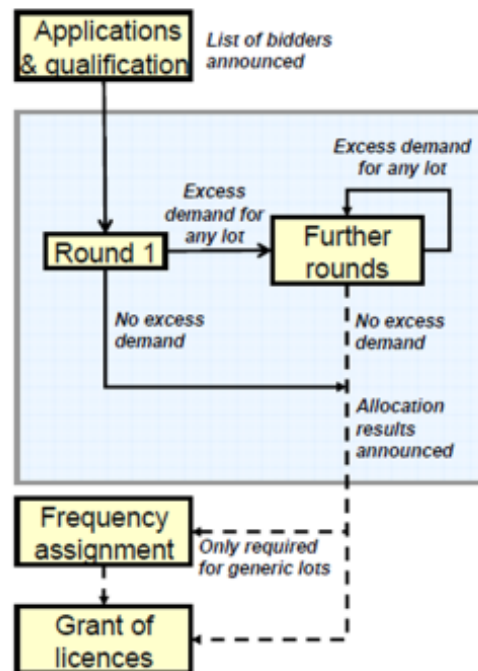 Applications
& qualification
List of bidders
announced
Excess demand
for any lot
Excess
demand for
any lot
Round 1
Further
rounds
No excess
demand
No excess
demand
Allocation
results
announced
Frequency
assignment
Only required
for generic lots
Grant of
licences